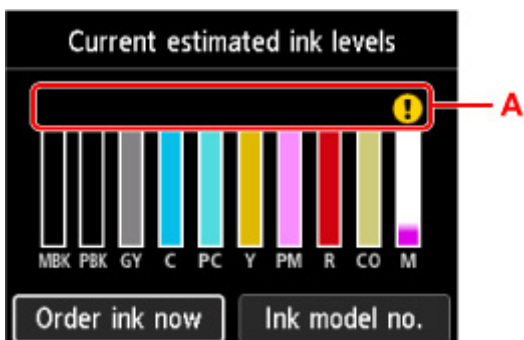 Current estimated ink levels
! A
MBK PBK GY C PC Y PM R CO M
Order ink now Ink model no.